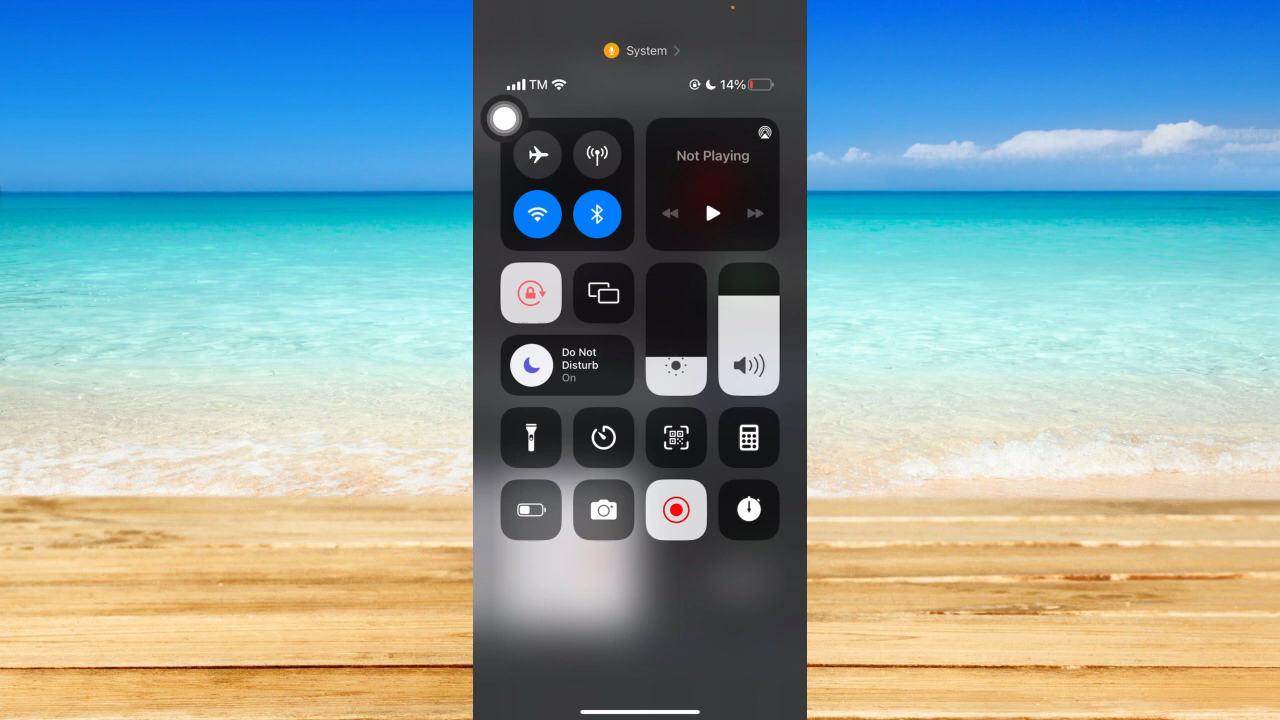 System
TM 14%
Not Playing
Do Not
Disturb
On